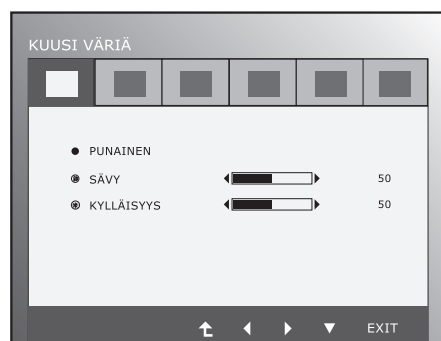 KUUSI VÄRIÄ
PUNAINEN
SÄVY 50
KYLLÄISYYS 50
EXIT